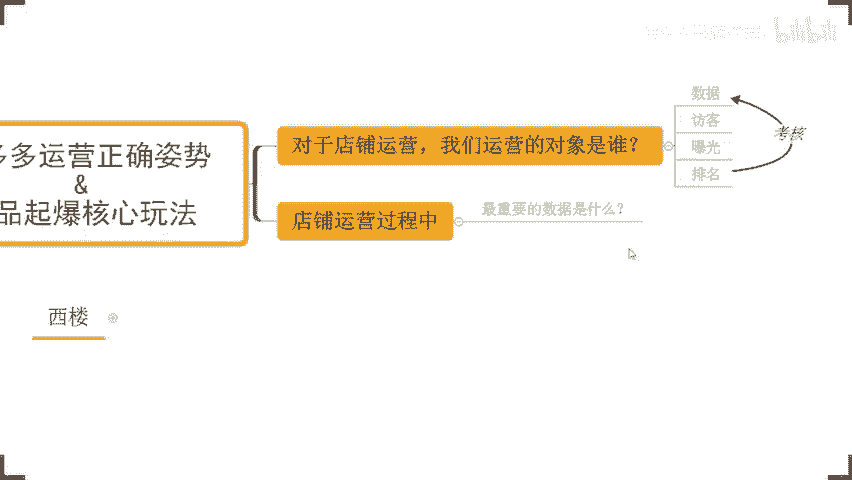 多多运营正确姿势
&
品起爆核心玩法
对于店铺运营，我们运营的对象是谁？
数据
访客
曝光
排名
考核
店铺运营过程中
最重要的数据是什么？
西楼
bilibili